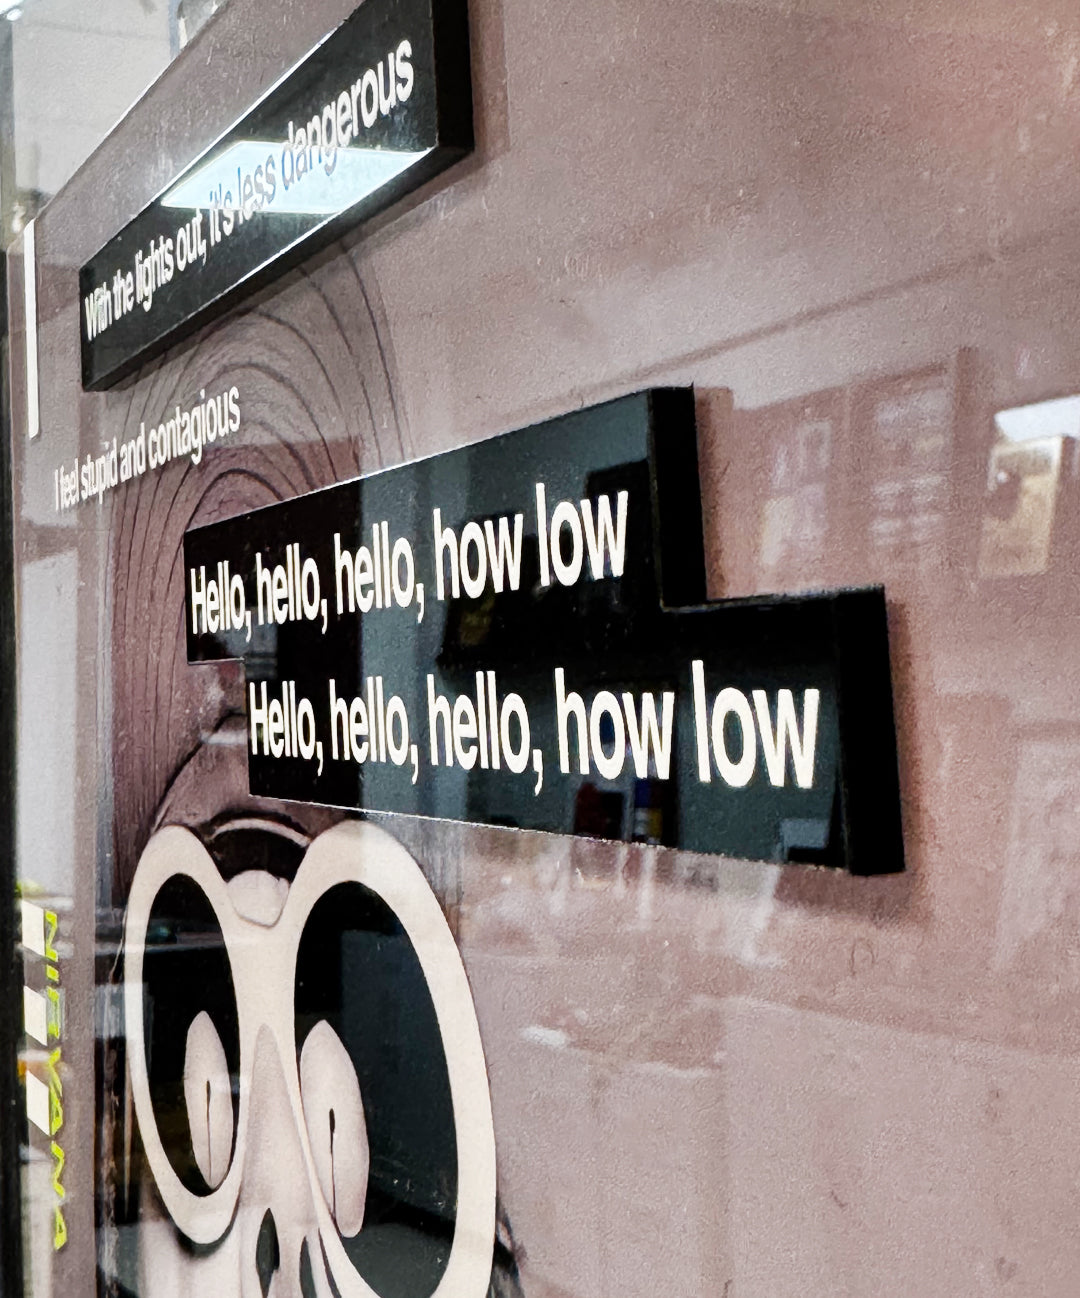 With the lights out, it's less dangerous
I feel stupid and contagious
Hello, hello, hello, how low
Hello, hello, hello, how low
NIRVANA